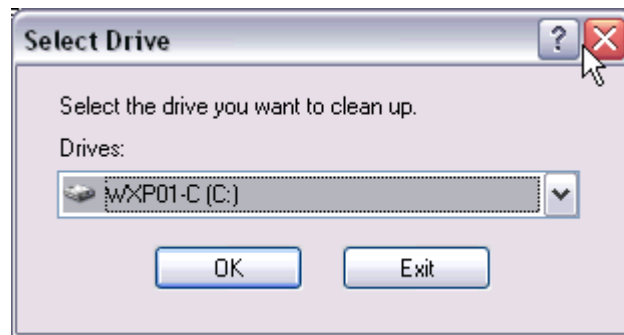 Select Drive
Select the drive you want to clean up.
Drives:
WXP01-C (C:)
OK
Exit